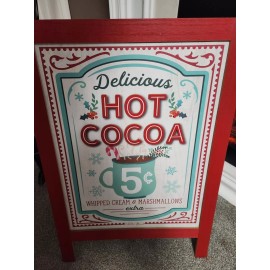 Delicious
HOT
COCOA
5¢
WHIPPED CREAM & MARSHMALLOWS
extra